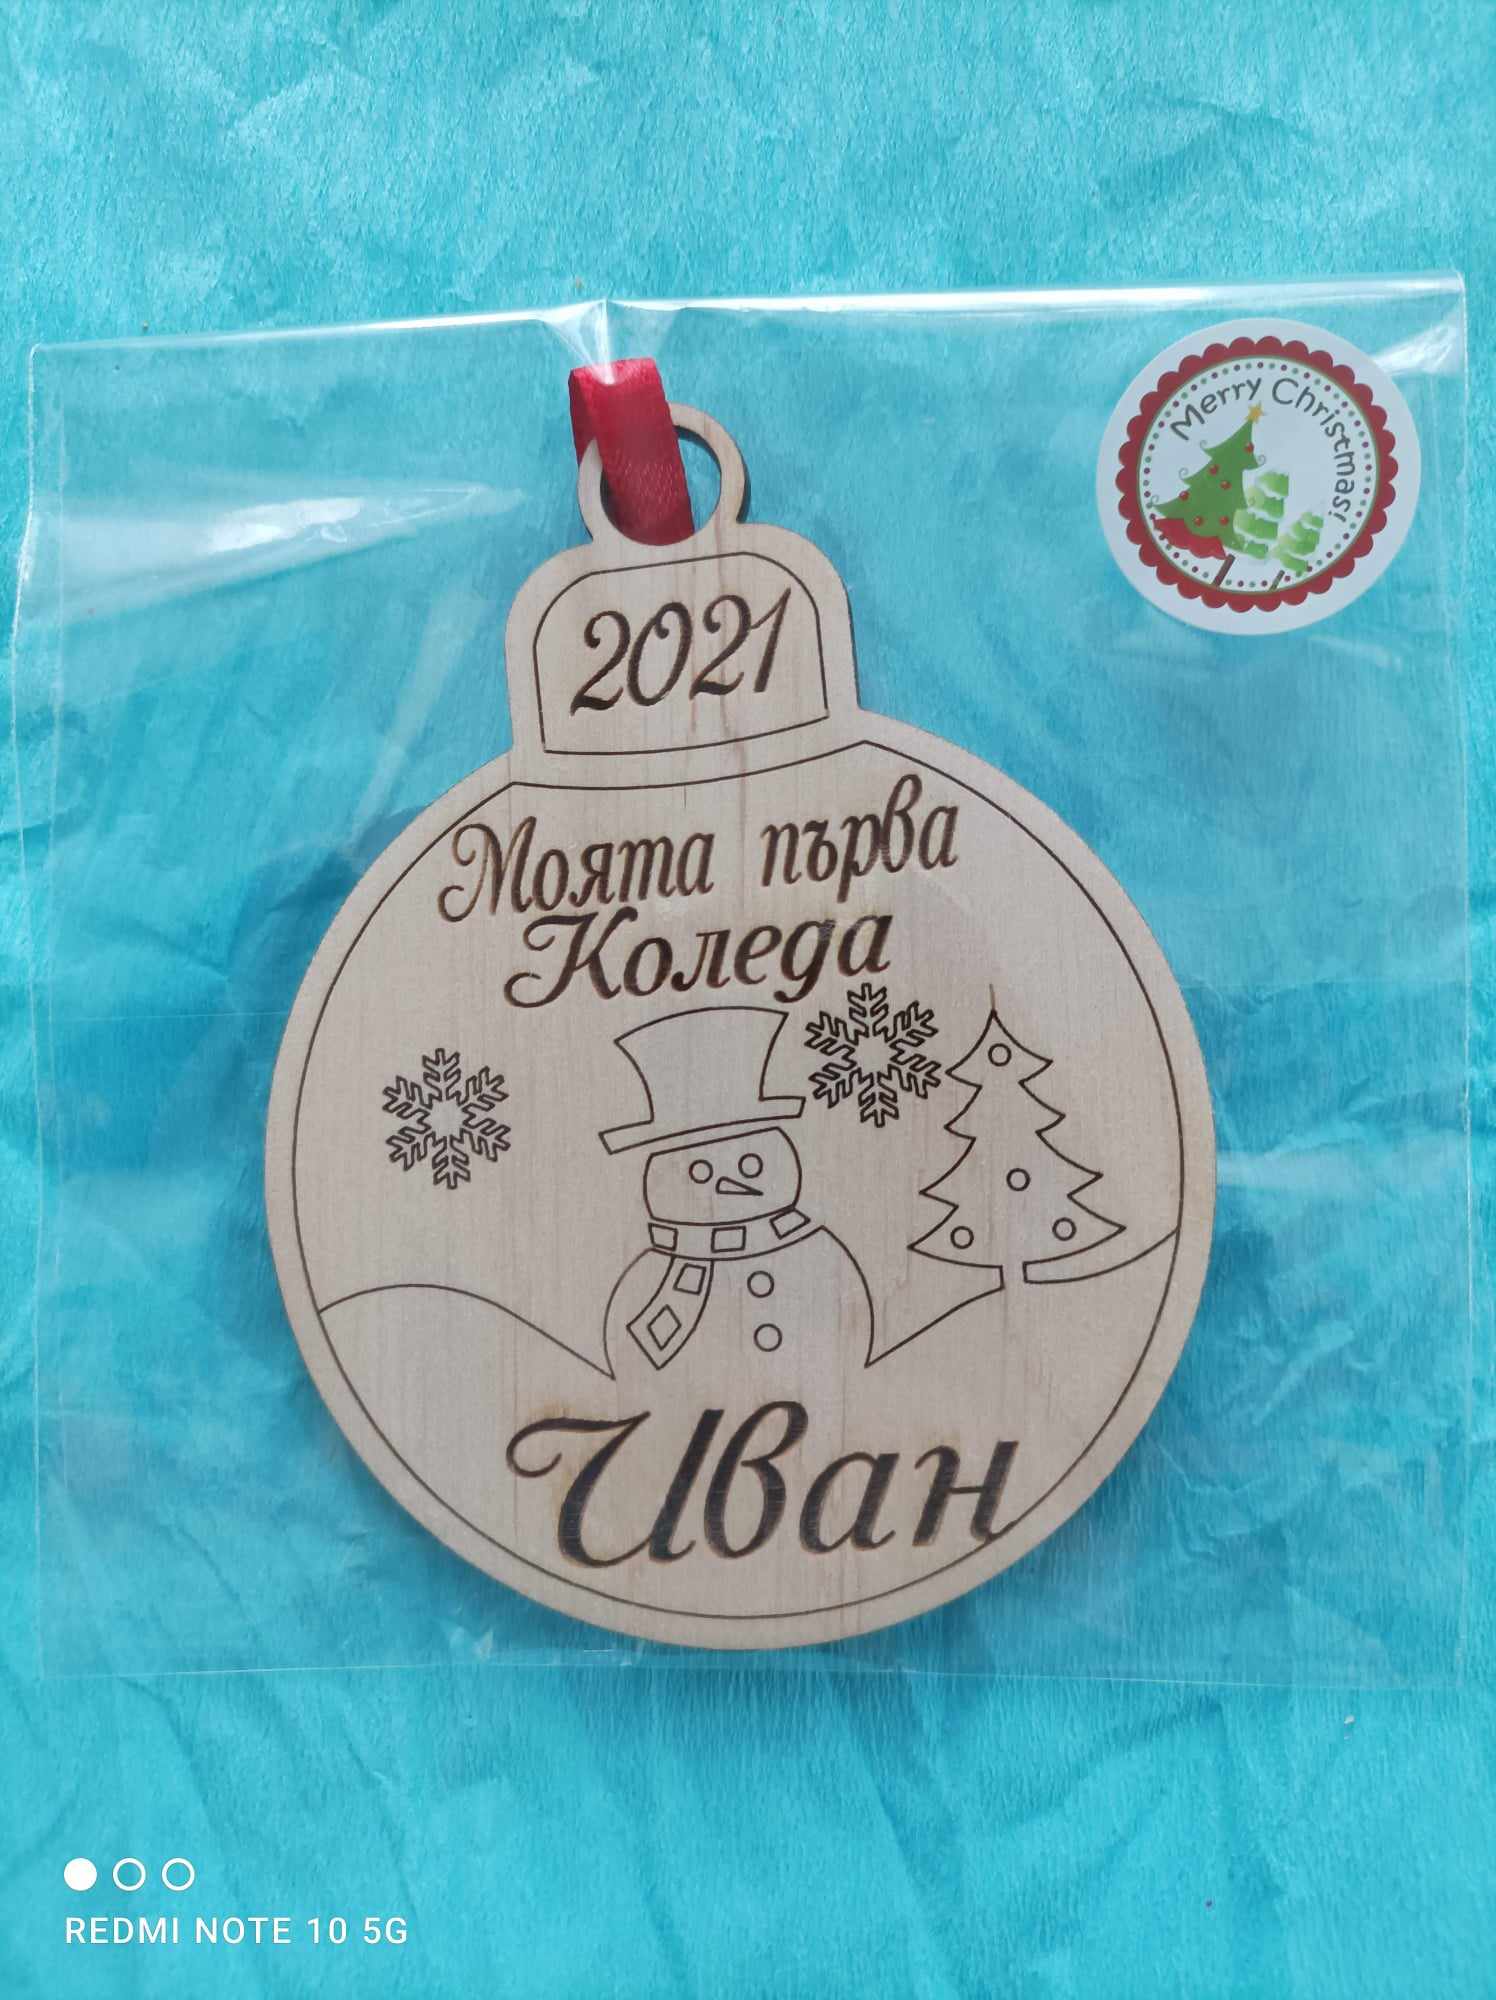 Merry Christmas!
2021
Моята първа
Коледа
Иван
REDMI NOTE 10 5G